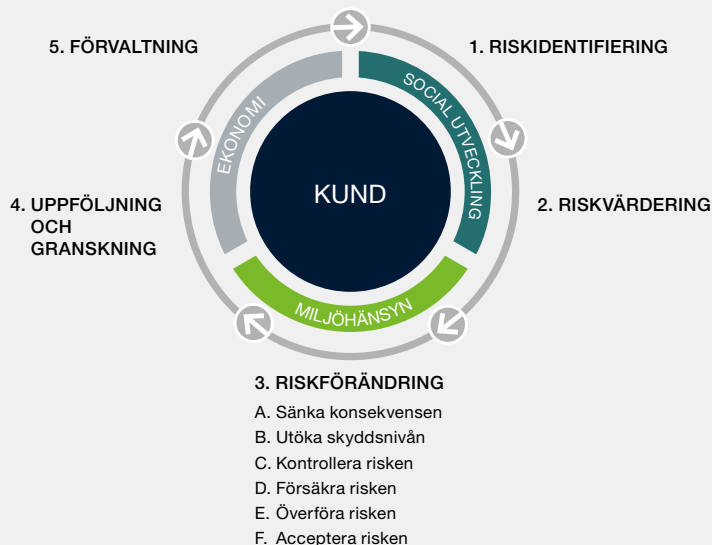 5. FÖRVALTNING
1. RISKIDENTIFIERING
EKONOMI
SOCIAL UTVECKLING
KUND
4. UPPFÖLJNING
OCH
GRANSKNING
2. RISKVÄRDERING
MILJÖHÄNSYN
3. RISKFÖRÄNDRING
A. Sänka konsekvensen
B. Utöka skyddsnivån
C. Kontrollera risken
D. Försäkra risken
E. Överföra risken
F. Acceptera risken